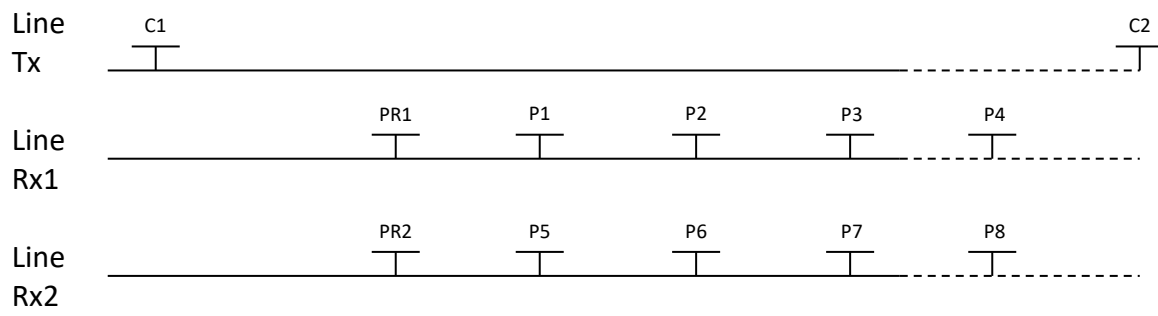 Line
Tx
C1
C2
Line
Rx1
PR1 P1 P2 P3 P4
Line
Rx2
PR2 P5 P6 P7 P8